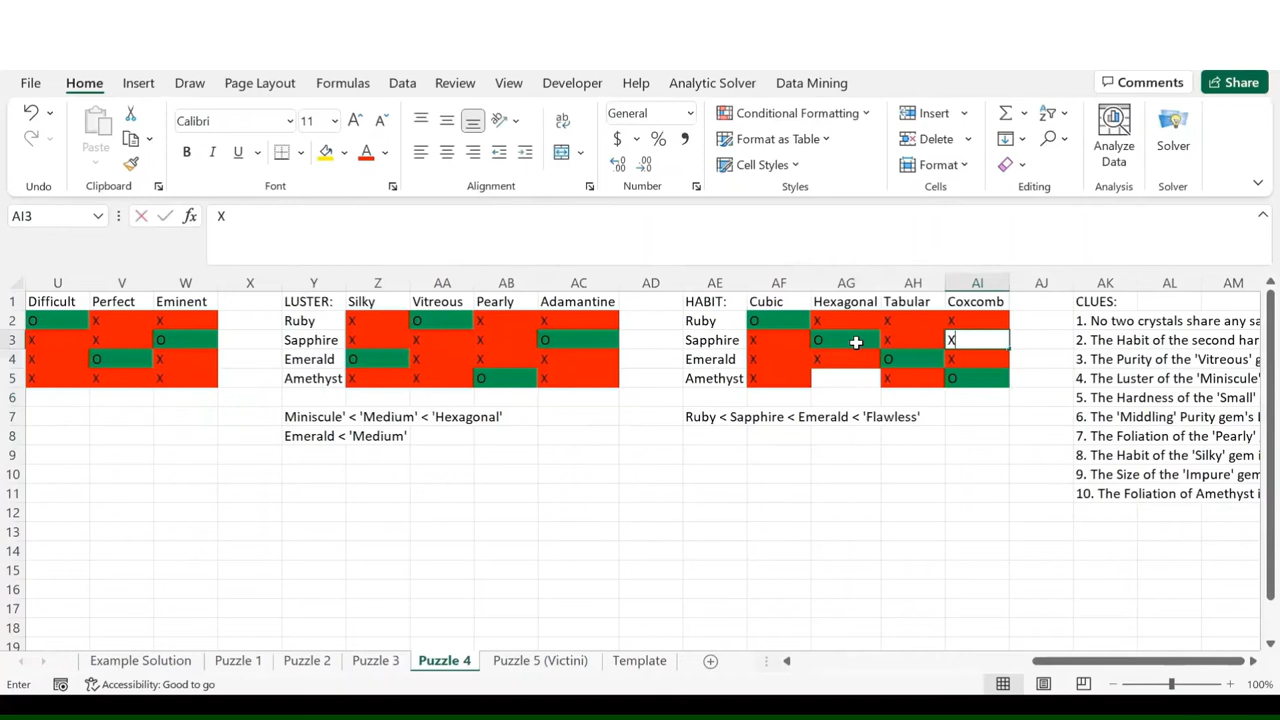 File Home Insert Draw Page Layout Formulas Data Review View Developer Help Analytic Solver Data Mining Comments Share
Calibri 11 ab General Conditional Formatting Insert
Paste $ % Format as Table Delete Analyze Data Solver
B I U A Cell Styles Format
Undo Clipboard Font Alignment Number Styles Cells Editing Analysis Solver
AI3 fx X
U V W X Y Z AA AB AC AD AE AF AG AH AI AJ AK AL AM
1 Difficult Perfect Eminent LUSTER: Silky Vitreous Pearly Adamantine HABIT: Cubic Hexagonal Tabular Coxcomb CLUES:
2 O X X Ruby X O X X Ruby O X X X 1. No two crystals share any sa
3 X X O Sapphire X X X O Sapphire X O X X 2. The Habit of the second har
4 X O X Emerald O X X X Emerald X X O X 3. The Purity of the 'Vitreous' g
5 X X X Amethyst X X O X Amethyst X X O 4. The Luster of the 'Miniscule'
6 5. The Hardness of the 'Small'
7 Miniscule' < 'Medium' < 'Hexagonal' Ruby < Sapphire < Emerald < 'Flawless' 6. The 'Middling' Purity gem's
8 Emerald < 'Medium' 7. The Foliation of the 'Pearly'
9 8. The Habit of the 'Silky' gem i
10 9. The Size of the 'Impure' gem
11 10. The Foliation of Amethyst i
12
13
14
15
16
17
18
19
Example Solution Puzzle 1 Puzzle 2 Puzzle 3 Puzzle 4 Puzzle 5 (Victini) Template
Enter Accessibility: Good to go 100%